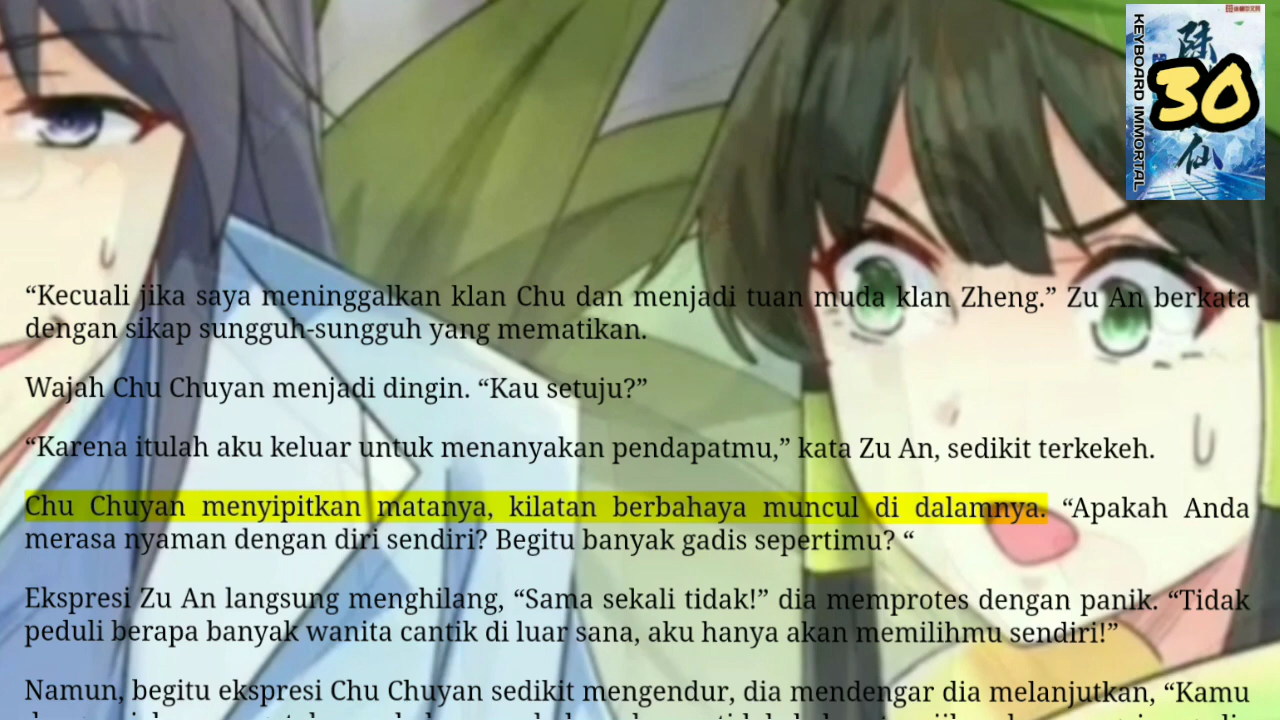 KEYBOARD IMMORTAL
30
仙
“Kecuali jika saya meninggalkan klan Chu dan menjadi tuan muda klan Zheng.” Zu An berkata
dengan sikap sungguh-sungguh yang mematikan.
Wajah Chu Chuyan menjadi dingin. “Kau setuju?”
“Karena itulah aku keluar untuk menanyakan pendapatmu,” kata Zu An, sedikit terkekeh.
Chu Chuyan menyipitkan matanya, kilatan berbahaya muncul di dalamnya. “Apakah Anda
merasa nyaman dengan diri sendiri? Begitu banyak gadis sepertimu? “
Ekspresi Zu An langsung menghilang, “Sama sekali tidak!” dia memprotes dengan panik. “Tidak
peduli berapa banyak wanita cantik di luar sana, aku hanya akan memilihmu sendiri!”
Namun, begitu ekspresi Chu Chuyan sedikit mengendur, dia mendengar dia melanjutkan, “Kamu